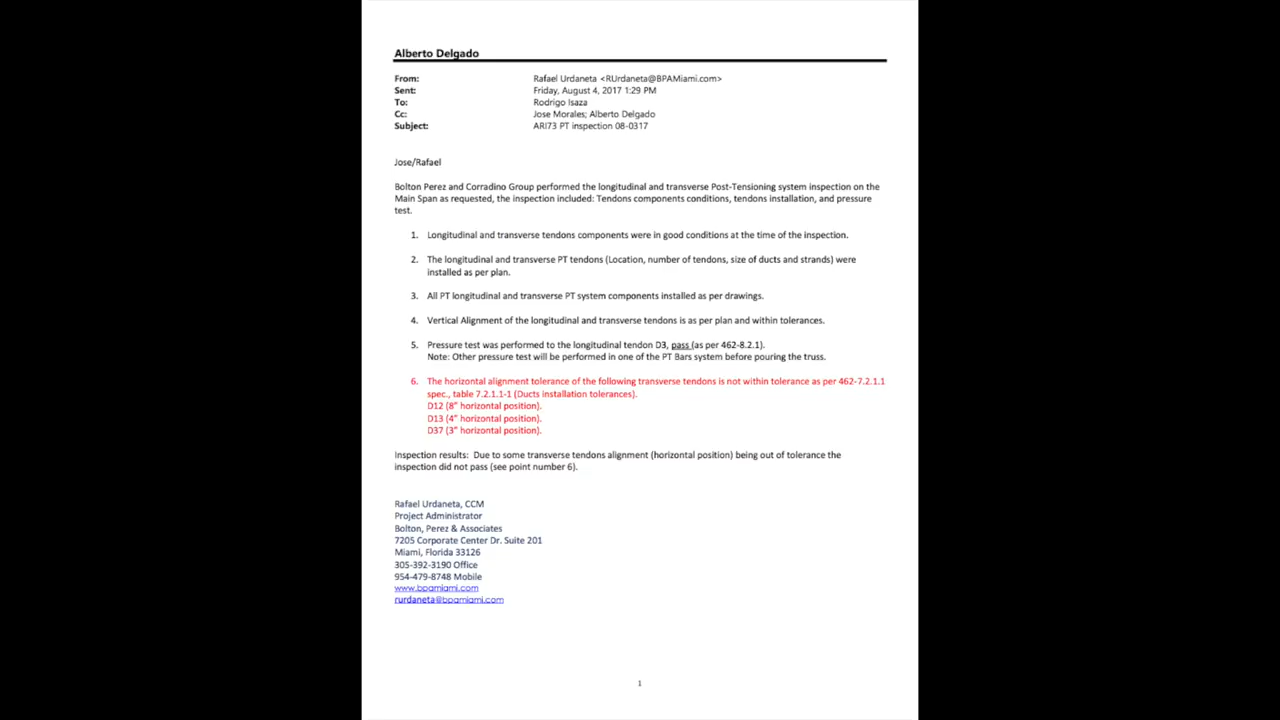 Alberto Delgado
From: Rafael Urdaneta <RUrdaneta@BPAMiami.com>
Sent: Friday, August 4, 2017 1:29 PM
To: Rodrigo Isaza
Cc: Jose Morales; Alberto Delgado
Subject: ARI73 PT inspection 08-0317
Jose/Rafael
Bolton Perez and Corradino Group performed the longitudinal and transverse Post-Tensioning system inspection on the
Main Span as requested, the inspection included: Tendons components conditions, tendons installation, and pressure
test.
1. Longitudinal and transverse tendons components were in good conditions at the time of the inspection.
2. The longitudinal and transverse PT tendons (Location, number of tendons, size of ducts and strands) were
installed as per plan.
3. All PT longitudinal and transverse PT system components installed as per drawings.
4. Vertical Alignment of the longitudinal and transverse tendons is as per plan and within tolerances.
5. Pressure test was performed to the longitudinal tendon D3, pass (as per 462-8.2.1).
Note: Other pressure test will be performed in one of the PT Bars system before pouring the truss.
6. The horizontal alignment tolerance of the following transverse tendons is not within tolerance as per 462-7.2.1.1
spec., table 7.2.1.1-1 (Ducts installation tolerances).
D12 (8” horizontal position).
D13 (4” horizontal position).
D37 (3” horizontal position).
Inspection results: Due to some transverse tendons alignment (horizontal position) being out of tolerance the
inspection did not pass (see point number 6).
Rafael Urdaneta, CCM
Project Administrator
Bolton, Perez & Associates
7205 Corporate Center Dr. Suite 201
Miami, Florida 33126
305-392-3190 Office
954-479-8748 Mobile
www.bpamiami.com
rurdaneta@bpamiami.com
1